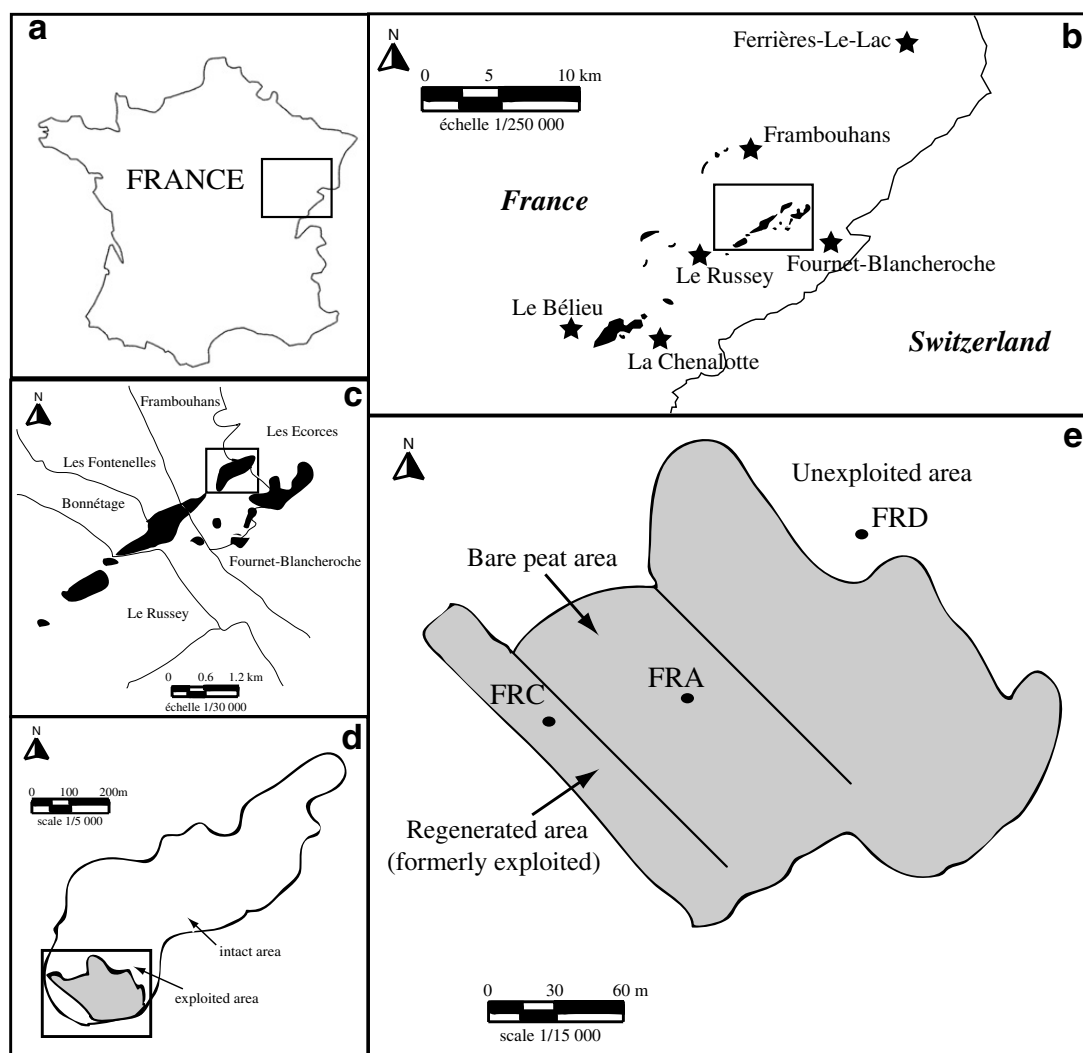 a
FRANCE
b
N
0 5 10 km
échelle 1/250 000
Ferrières-Le-Lac
Frambouhans
France
Le Russey
Fournet-Blancheroche
Le Bélieu
La Chenalotte
Switzerland
c
N
Frambouhans
Les Ecorces
Les Fontenelles
Bonnétage
Fournet-Blancheroche
Le Russey
0 0.6 1.2 km
échelle 1/30 000
d
N
0 100 200m
scale 1/5 000
intact area
exploited area
e
N
Unexploited area
FRD
Bare peat area
FRA
FRC
Regenerated area
(formerly exploited)
0 30 60 m
scale 1/15 000